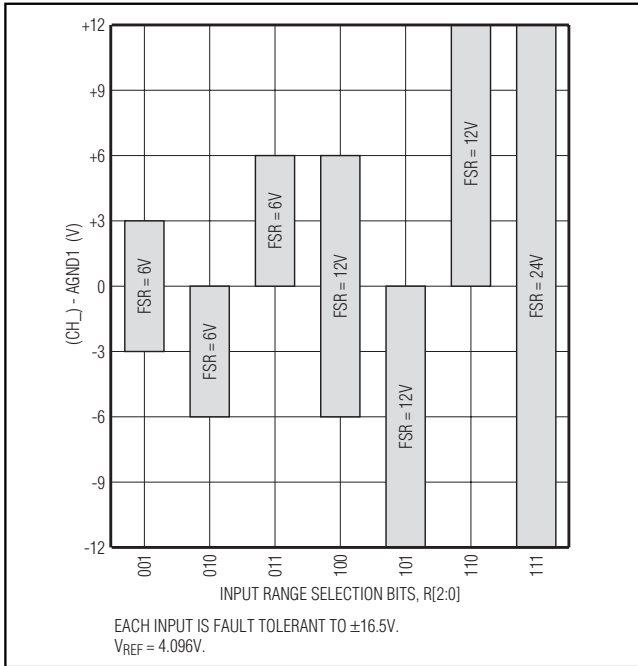 +12
+9
+6
+3
0
-3
-6
-9
-12
(CH_) - AGND1 (V)
FSR = 6V
FSR = 6V
FSR = 6V
FSR = 12V
FSR = 12V
FSR = 12V
FSR = 24V
001
010
011
100
101
110
111
INPUT RANGE SELECTION BITS, R[2:0]
EACH INPUT IS FAULT TOLERANT TO ±16.5V.
VREF = 4.096V.